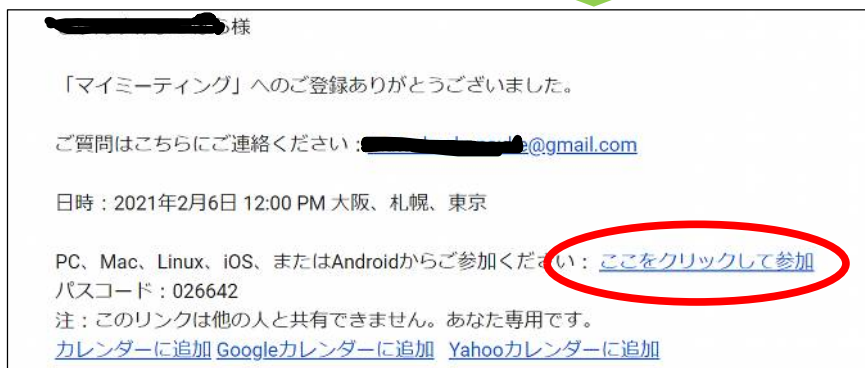 様
「マイミーティング」へのご登録ありがとうございました。
ご質問はこちらにご連絡ください：e@gmail.com
日時：2021年2月6日 12:00 PM 大阪、札幌、東京
PC、Mac、Linux、iOS、またはAndroidからご参加ください： ここをクリックして参加
パスコード：026642
注：このリンクは他の人と共有できません。あなた専用です。
カレンダーに追加 Googleカレンダーに追加 Yahooカレンダーに追加